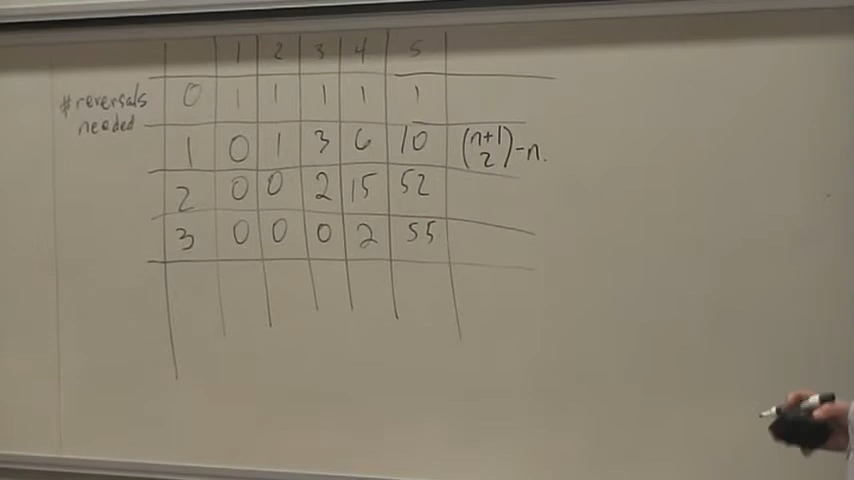 1 2 3 4 5
#reversals needed 0 1 1 1 1 1
1 0 1 3 6 10 (n+1 2)-n.
2 0 0 2 15 52
3 0 0 0 2 55